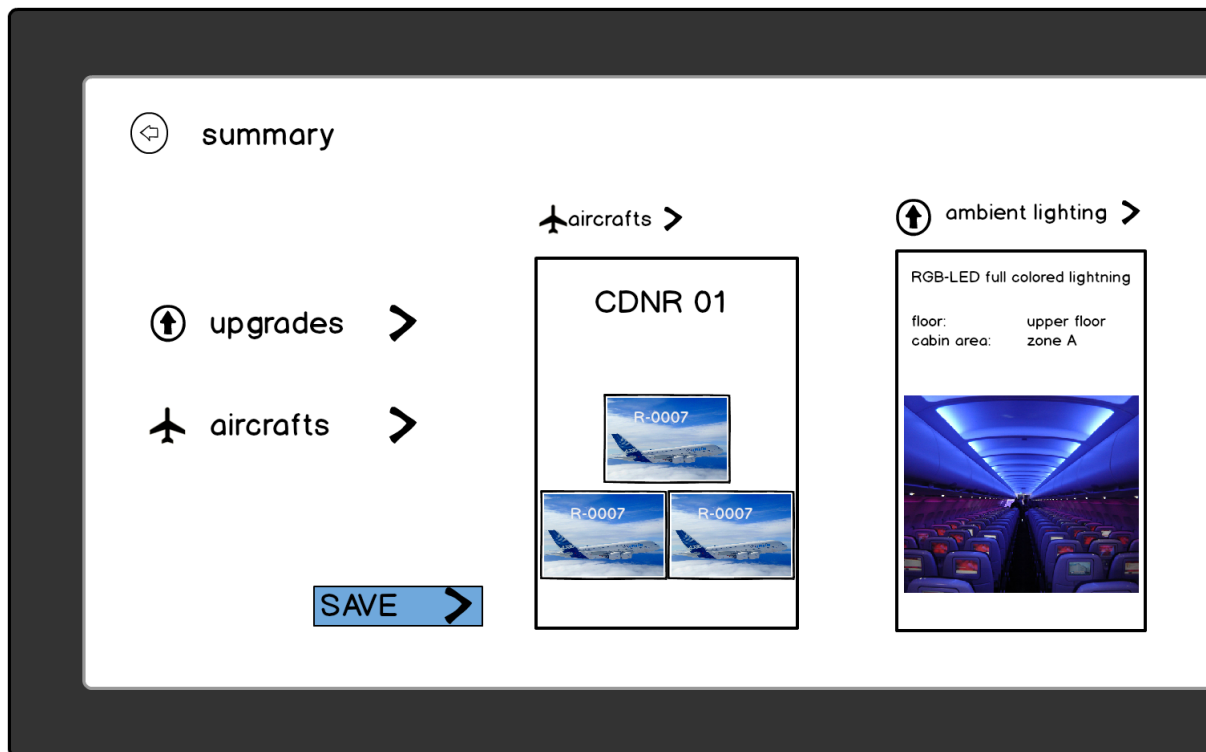 summary
upgrades
aircrafts
SAVE
aircrafts
CDNR 01
R-0007
R-0007
R-0007
ambient lighting
RGB-LED full colored lightning
floor: upper floor
cabin area: zone A